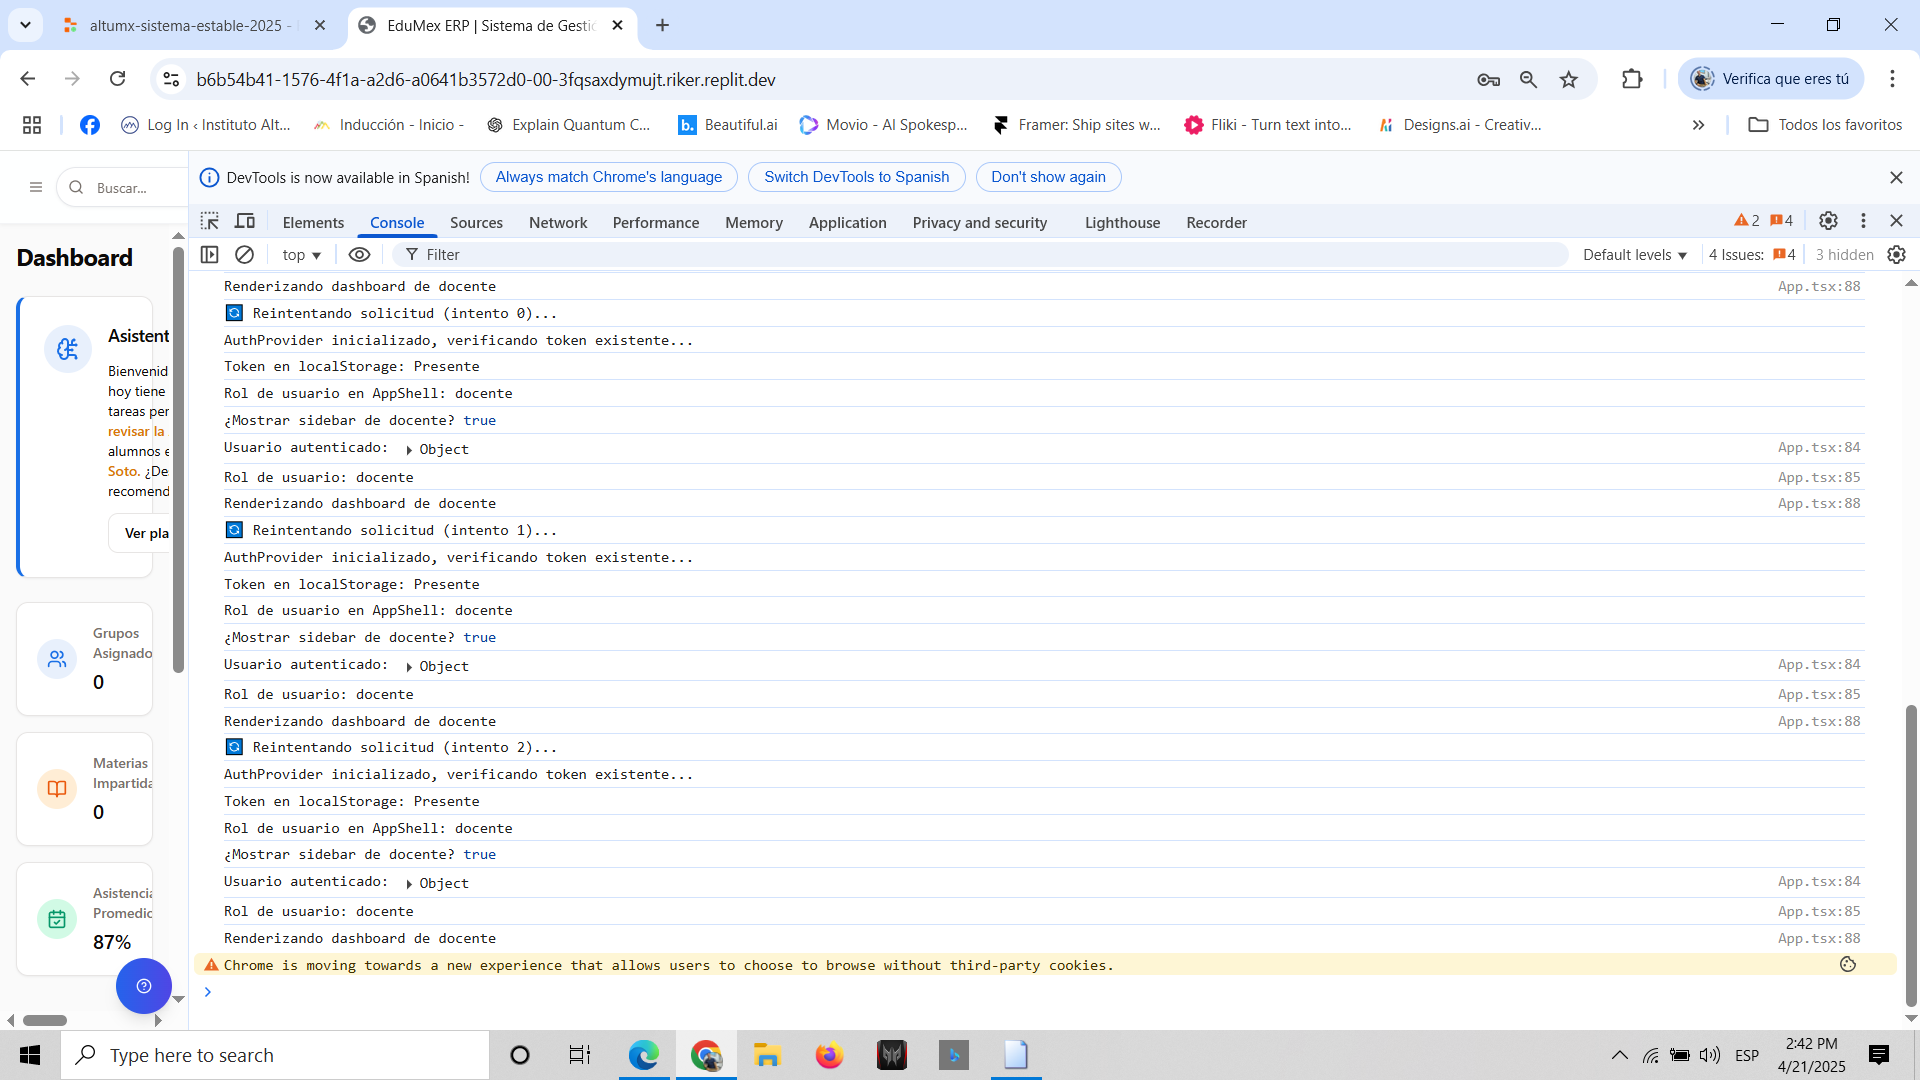 altumx-sistema-estable-2025 -
EduMex ERP | Sistema de Gestió
b6b54b41-1576-4f1a-a2d6-a0641b3572d0-00-3fqsaxdymujt.riker.replit.dev
Verifica que eres tú
Log In ‹ Instituto Alt...
Inducción - Inicio -
Explain Quantum C...
b.
Beautiful.ai
Movio - AI Spokesp...
Framer: Ship sites w...
Fliki - Turn text into...
Designs.ai - Creativ...
Todos los favoritos
Buscar...
DevTools is now available in Spanish!
Always match Chrome's language
Switch DevTools to Spanish
Don't show again
Elements
Console
Sources
Network
Performance
Memory
Application
Privacy and security
Lighthouse
Recorder
2
4
top
Filter
Default levels
4 Issues:
4
3 hidden
Dashboard
Asistent
Bienvenid
hoy tiene
tareas per
revisar la
alumnos e
Soto. ¿De
recomend
Ver pla
Grupos
Asignado
0
Materias
Impartida
0
Asistencia
Promedio
87%
Renderizando dashboard de docente App.tsx:88
Reintentando solicitud (intento 0)...
AuthProvider inicializado, verificando token existente...
Token en localStorage: Presente
Rol de usuario en AppShell: docente
¿Mostrar sidebar de docente? true
Usuario autenticado: Object App.tsx:84
Rol de usuario: docente App.tsx:85
Renderizando dashboard de docente App.tsx:88
Reintentando solicitud (intento 1)...
AuthProvider inicializado, verificando token existente...
Token en localStorage: Presente
Rol de usuario en AppShell: docente
¿Mostrar sidebar de docente? true
Usuario autenticado: Object App.tsx:84
Rol de usuario: docente App.tsx:85
Renderizando dashboard de docente App.tsx:88
Reintentando solicitud (intento 2)...
AuthProvider inicializado, verificando token existente...
Token en localStorage: Presente
Rol de usuario en AppShell: docente
¿Mostrar sidebar de docente? true
Usuario autenticado: Object App.tsx:84
Rol de usuario: docente App.tsx:85
Renderizando dashboard de docente App.tsx:88
Chrome is moving towards a new experience that allows users to choose to browse without third-party cookies.
Type here to search
ESP
2:42 PM
4/21/2025